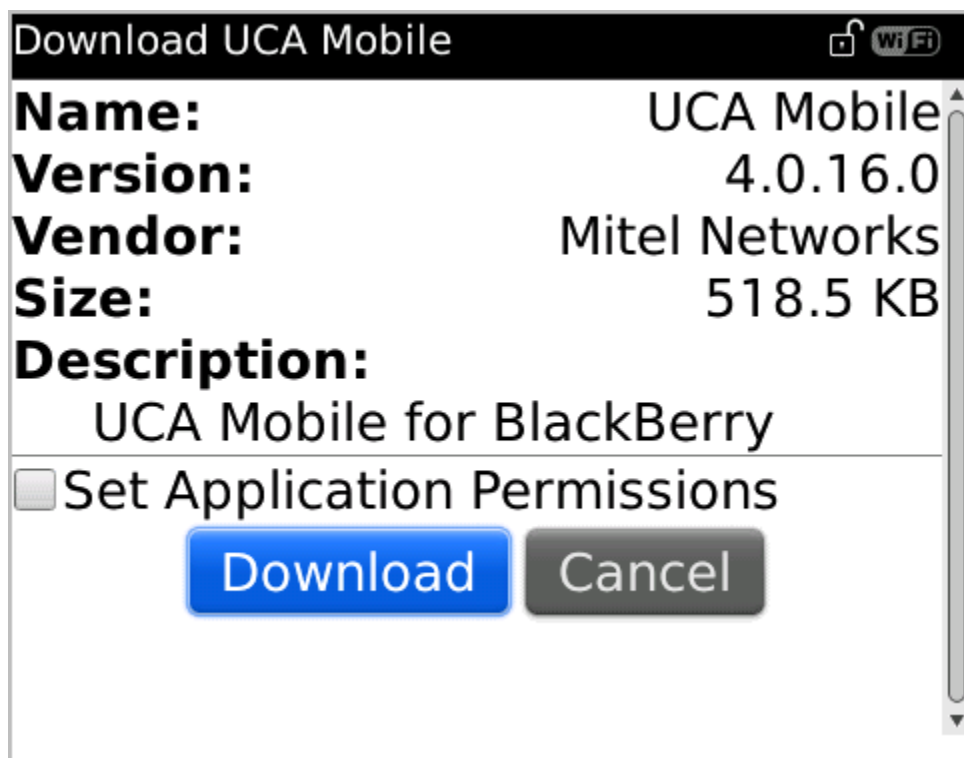 Download UCA Mobile WiFi
Name: UCA Mobile
Version: 4.0.16.0
Vendor: Mitel Networks
Size: 518.5 KB
Description:
UCA Mobile for BlackBerry
Set Application Permissions
Download Cancel